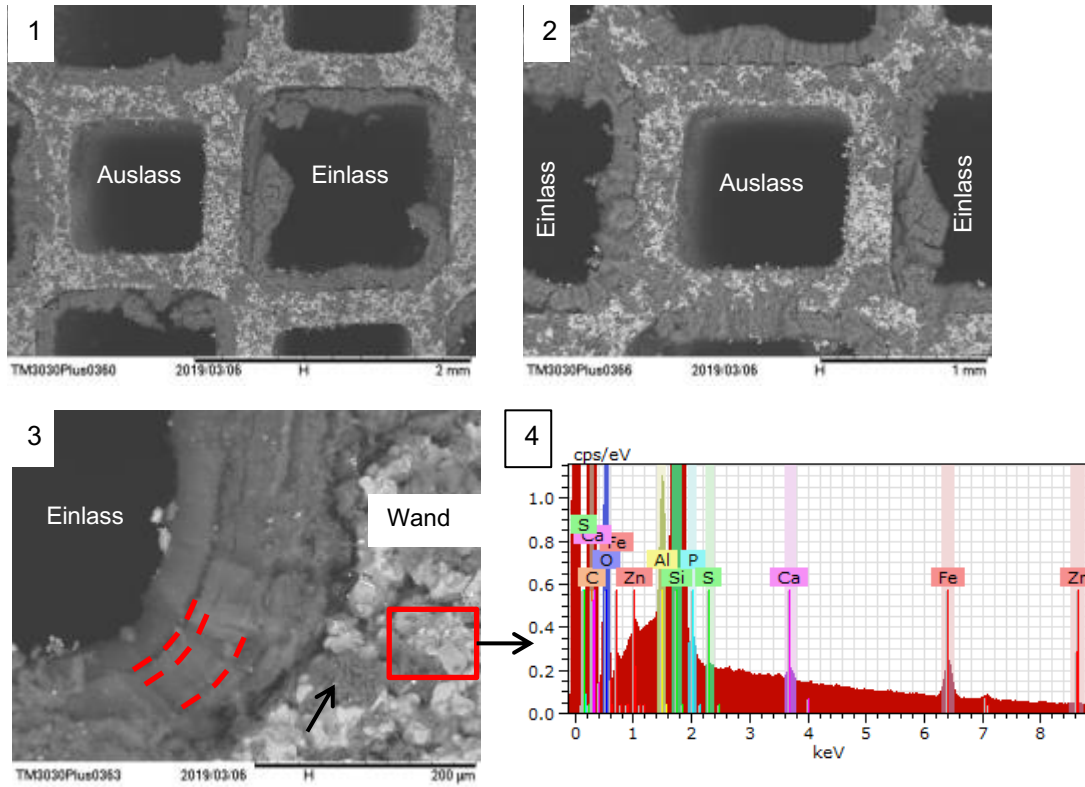 1
Auslass
Einlass
TM3030Plus0360 2019/03/06 H 2 mm
2
Einlass
Auslass
Einlass
TM3030Plus0366 2019/03/06 H 1 mm
3
Einlass
Wand
TM3030Plus0363 2019/03/06 H 200 µm
4
cps/eV
1.0
0.8
0.6
0.4
0.2
0.0
S
Ca Fe
O Al P
C Zn Si S Ca Fe Zn
0 1 2 3 4 5 6 7 8
keV